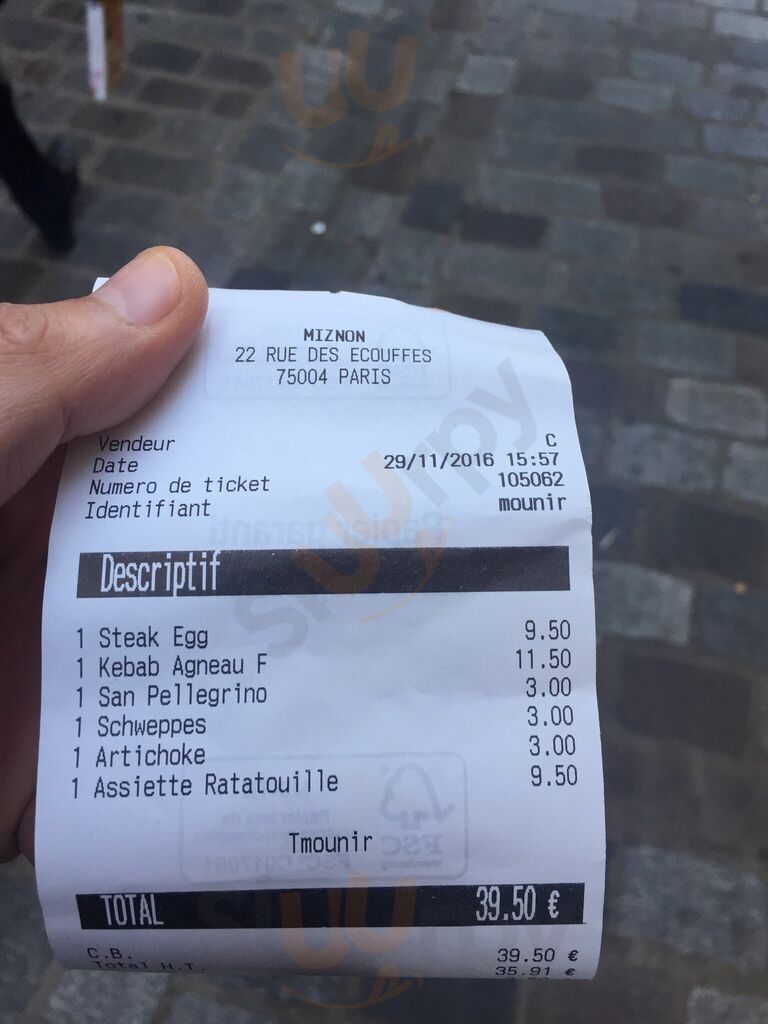 MIZNON
22 RUE DES ECOUFFES
75004 PARIS
Vendeur C
Date 29/11/2016 15:57
Numero de ticket 105062
Identifiant mounir
Descriptif
1 Steak Egg 9.50
1 Kebab Agneau F 11.50
1 San Pellegrino 3.00
1 Schweppes 3.00
1 Artichoke 3.00
1 Assiette Ratatouille 9.50
Tmounir
TOTAL 39.50 €
C.B. 39.50 €
Total H.T. 35.91 €